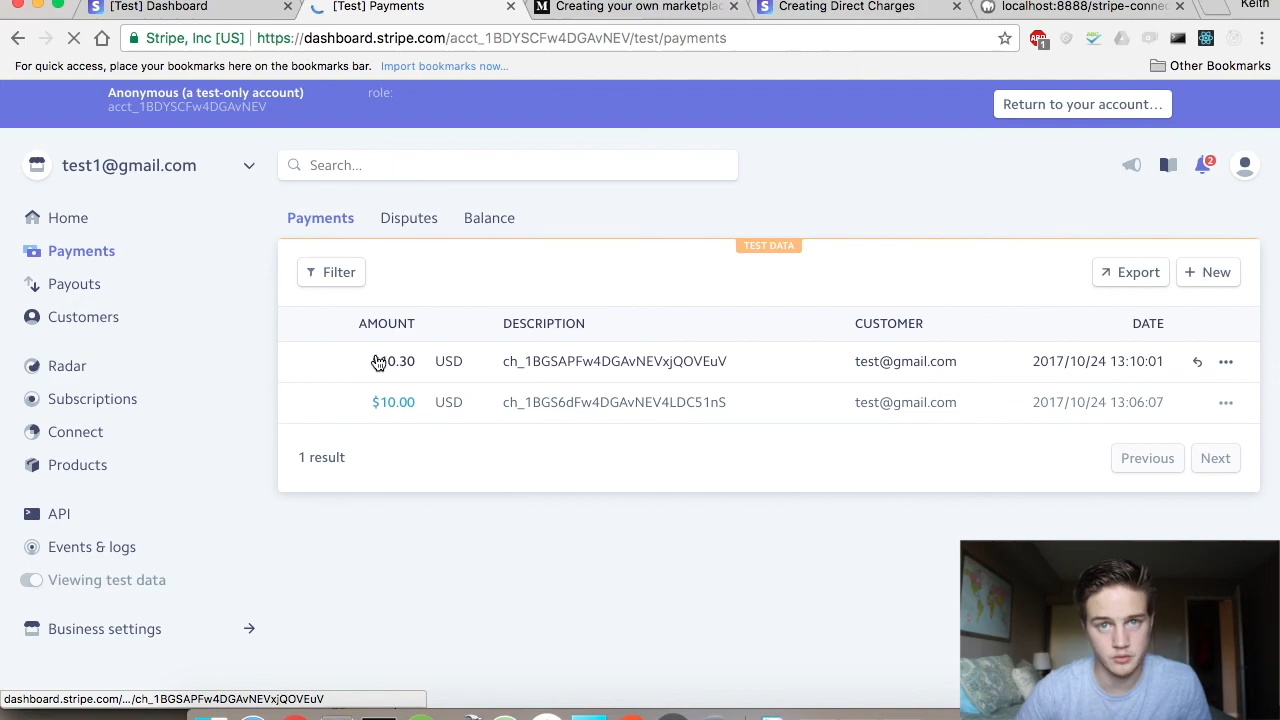 [Test] Dashboard
[Test] Payments
Creating your own marketplac
Creating Direct Charges
localhost:8888/stripe-connec
Keith
Stripe, Inc [US]
https://dashboard.stripe.com/acct_1BDYSCFw4DGAvNEV/test/payments
For quick access, place your bookmarks here on the bookmarks bar.
Import bookmarks now...
Other Bookmarks
Anonymous (a test-only account)
role:
acct_1BDYSCFw4DGAvNEV
Return to your account...
test1@gmail.com
Search...
2
Home
Payments
Payouts
Customers
Radar
Subscriptions
Connect
Products
API
Events & logs
Viewing test data
Business settings
Payments
Disputes
Balance
TEST DATA
Filter
Export
New
AMOUNT
DESCRIPTION
CUSTOMER
DATE
0.30 USD ch_1BGSAPFw4DGAvNEVxjQOVEuV test@gmail.com 2017/10/24 13:10:01
$10.00 USD ch_1BGS6dFw4DGAvNEV4LDC51nS test@gmail.com 2017/10/24 13:06:07
1 result
Previous
Next
dashboard.stripe.com/.../ch_1BGSAPFw4DGAvNEVxjQOVEuV